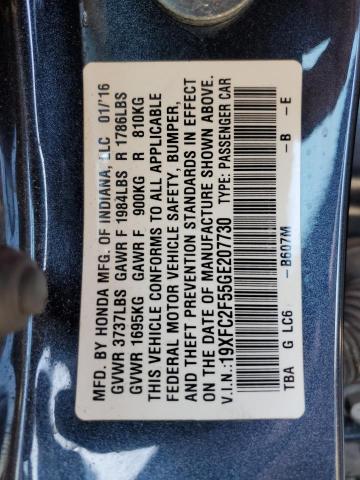 MFD. BY HONDA MFG. OF INDIANA, LLC 01/'16
GVWR 3737LBS GAWR F 1984LBS R 1786LBS
GVWR 1695KG GAWR F 900KG R 810KG
THIS VEHICLE CONFORMS TO ALL APPLICABLE
FEDERAL MOTOR VEHICLE SAFETY, BUMPER,
AND THEFT PREVENTION STANDARDS IN EFFECT
ON THE DATE OF MANUFACTURE SHOWN ABOVE.
V.I.N.:19XFC2F55GE207730 TYPE: PASSENGER CAR
TBA G LC6 -B607M -B -E